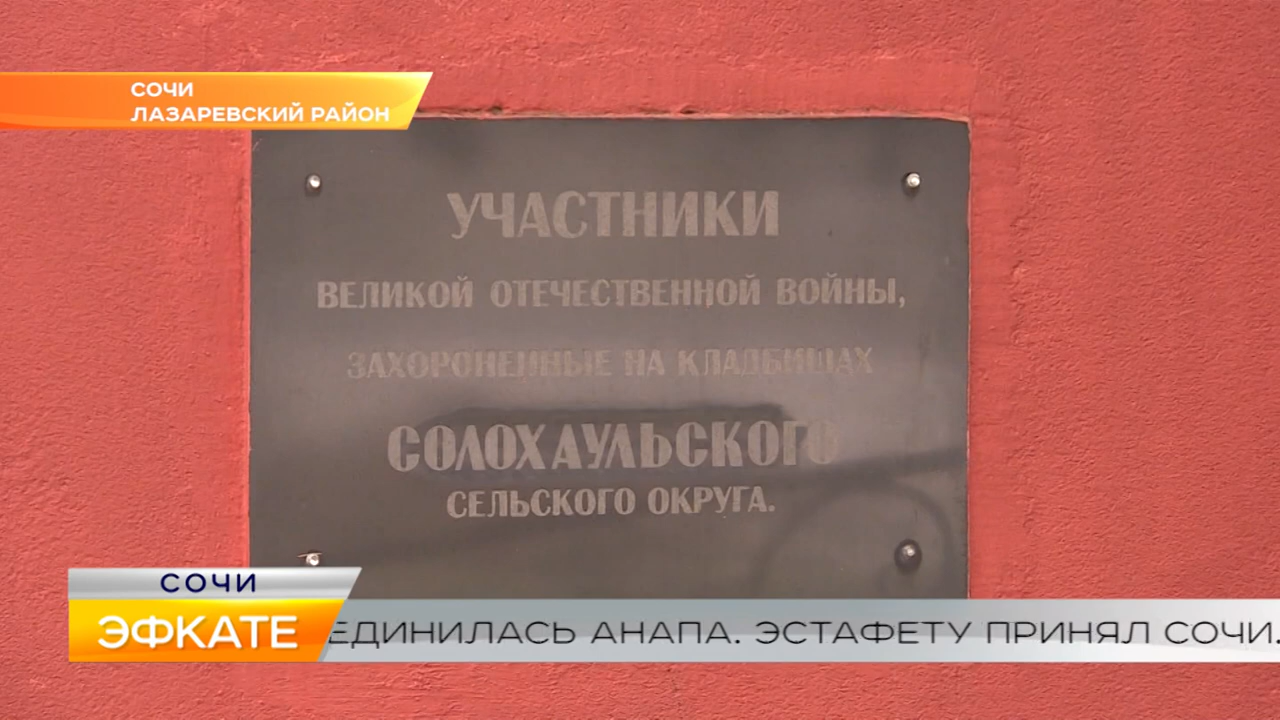 СОЧИ
ЛАЗАРЕВСКИЙ РАЙОН
УЧАСТНИКИ
ВЕЛИКОЙ ОТЕЧЕСТВЕННОЙ ВОЙНЫ,
ЗАХОРОНЕННЫЕ НА КЛАДБИЩАХ
СОЛОХАУЛЬСКОГО
СЕЛЬСКОГО ОКРУГА.
СОЧИ
ЭФКАТЕ
ЕДИНИЛАСЬ АНАПА. ЭСТАФЕТУ ПРИНЯЛ СОЧИ.